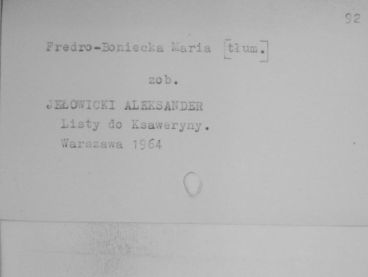 92
Fredro-Boniecka Maria [tłum.]
zob.
JEŁOWICKI ALEKSANDER
Listy do Ksaweryny.
Warszawa 1964